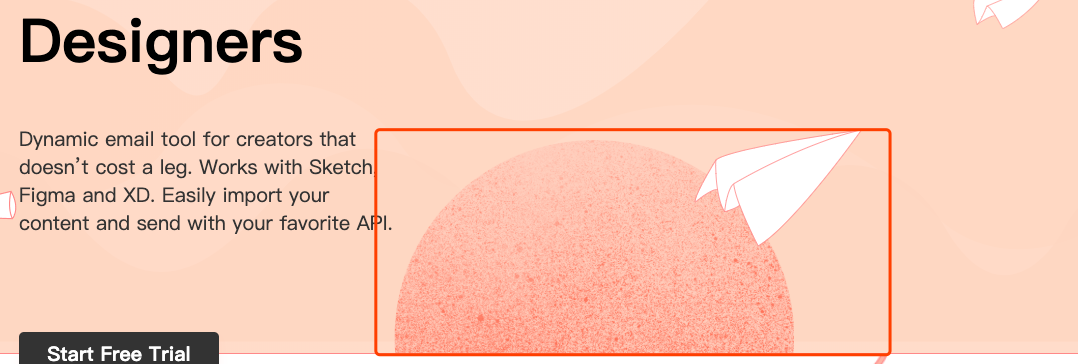 Designers
Dynamic email tool for creators that
doesn’t cost a leg. Works with Sketch,
Figma and XD. Easily import your
content and send with your favorite API.
Start Free Trial